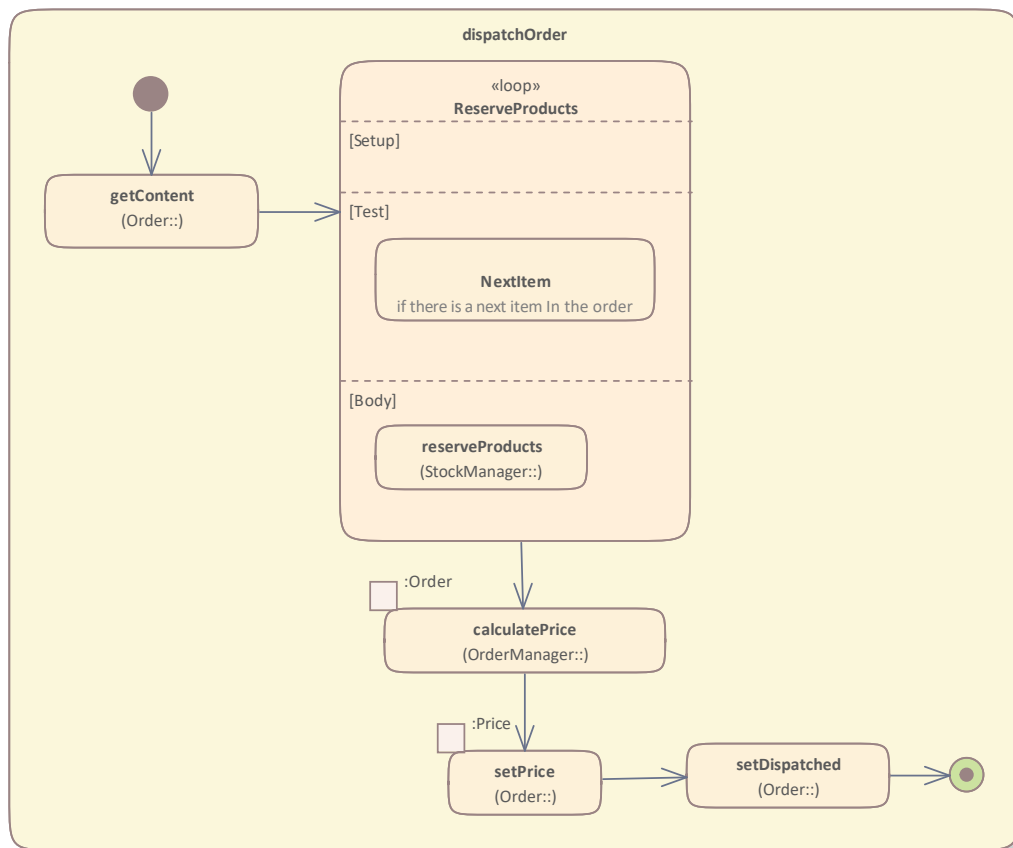 dispatchOrder
«loop»
ReserveProducts
[Setup]
getContent
(Order::)
[Test]
NextItem
if there is a next item In the order
[Body]
reserveProducts
(StockManager::)
:Order
calculatePrice
(OrderManager::)
:Price
setPrice
(Order::)
setDispatched
(Order::)